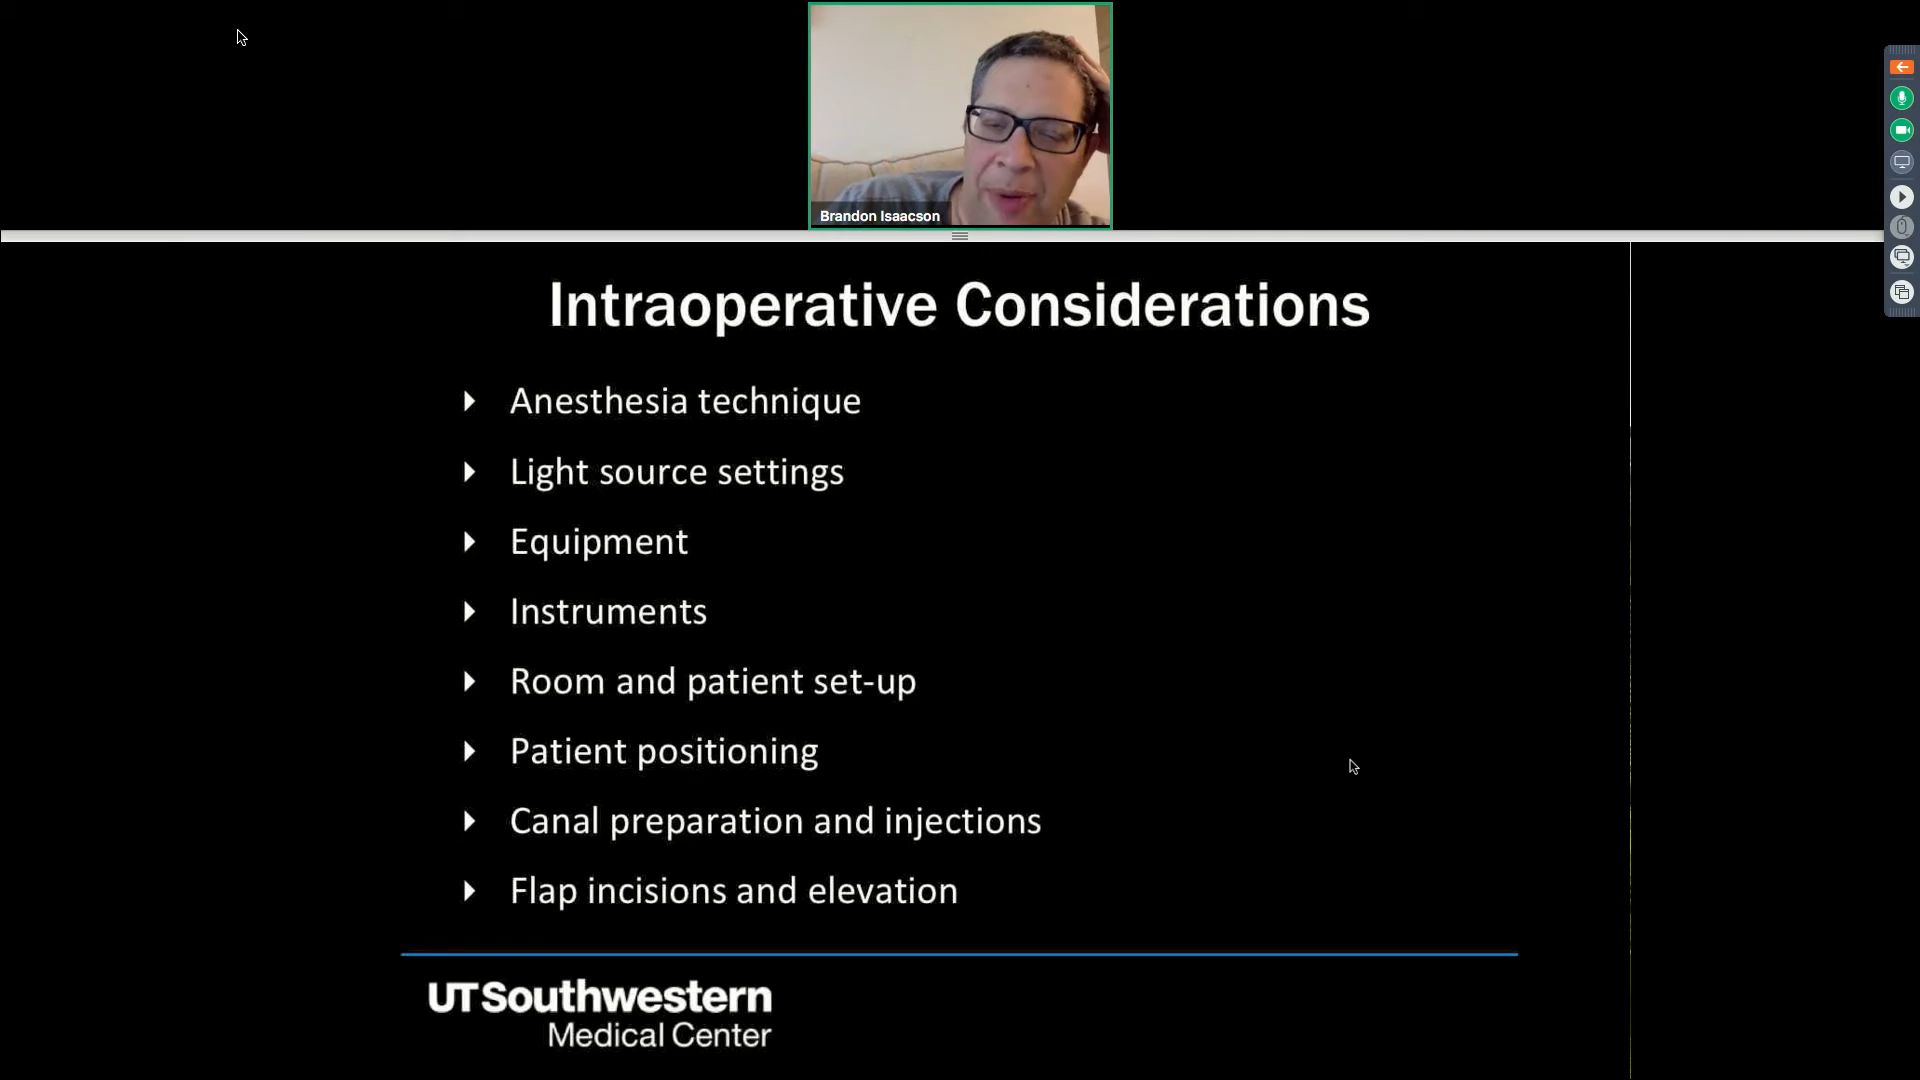 Brandon Isaacson
Intraoperative Considerations
Anesthesia technique
Light source settings
Equipment
Instruments
Room and patient set-up
Patient positioning
Canal preparation and injections
Flap incisions and elevation
UTSouthwestern
Medical Center